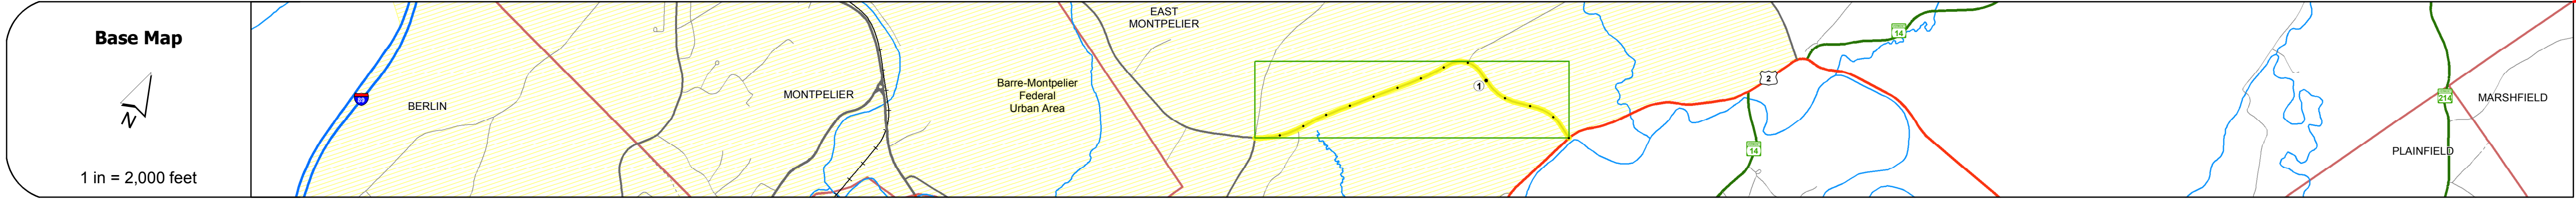 Base Map
N
1 in = 2,000 feet
89
BERLIN
MONTPELIER
Barre-Montpelier
Federal
Urban Area
EAST
MONTPELIER
1
2
14
14
214
MARSHFIELD
PLAINFIELD